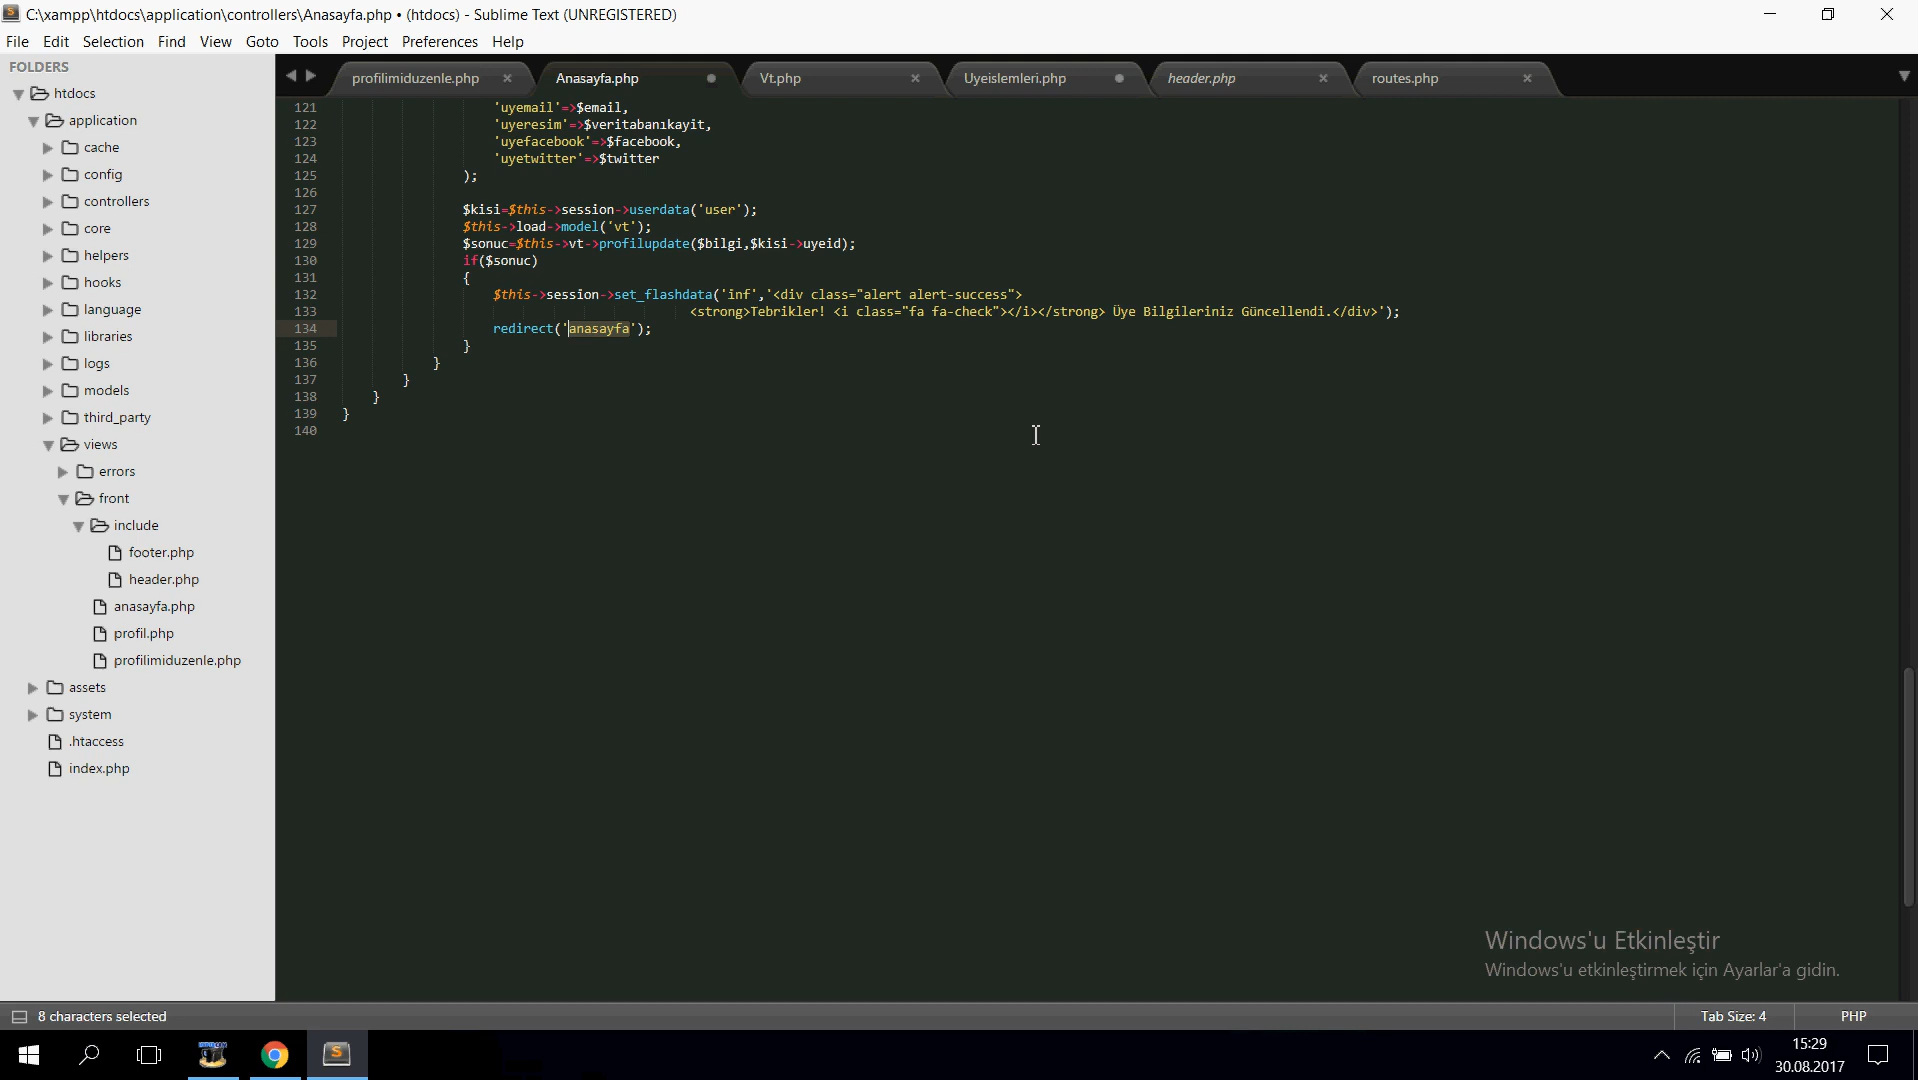 C:\xampp\htdocs\application\controllers\Anasayfa.php • (htdocs) - Sublime Text (UNREGISTERED)
File Edit Selection Find View Goto Tools Project Preferences Help
FOLDERS
htdocs
application
cache
config
controllers
core
helpers
hooks
language
libraries
logs
models
third_party
views
errors
front
include
footer.php
header.php
anasayfa.php
profil.php
profilimiduzenle.php
assets
system
.htaccess
index.php
profilimiduzenle.php × Anasayfa.php • Vt.php × Uyeislemleri.php • header.php × routes.php ×
121 'uyemail'=>$email,
122 'uyeresim'=>$veritabanıkayit,
123 'uyefacebook'=>$facebook,
124 'uyetwitter'=>$twitter
125 );
126
127 $kisi=$this->session->userdata('user');
128 $this->load->model('vt');
129 $sonuc=$this->vt->profilupdate($bilgi,$kisi->uyeid);
130 if($sonuc)
131 {
132 $this->session->set_flashdata('inf','<div class="alert alert-success">
133 <strong>Tebrikler! <i class="fa fa-check"></i></strong> Üye Bilgileriniz Güncellendi.</div>');
134 redirect('anasayfa');
135 }
136 }
137 }
138 }
139 }
140
Windows'u Etkinleştir
Windows'u etkinleştirmek için Ayarlar'a gidin.
8 characters selected
Tab Size: 4 PHP
15:29
30.08.2017